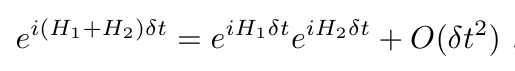 $e^{i(H_1+H_2)\delta t} = e^{iH_1\delta t}e^{iH_2\delta t} + O(\delta t^2)$ .